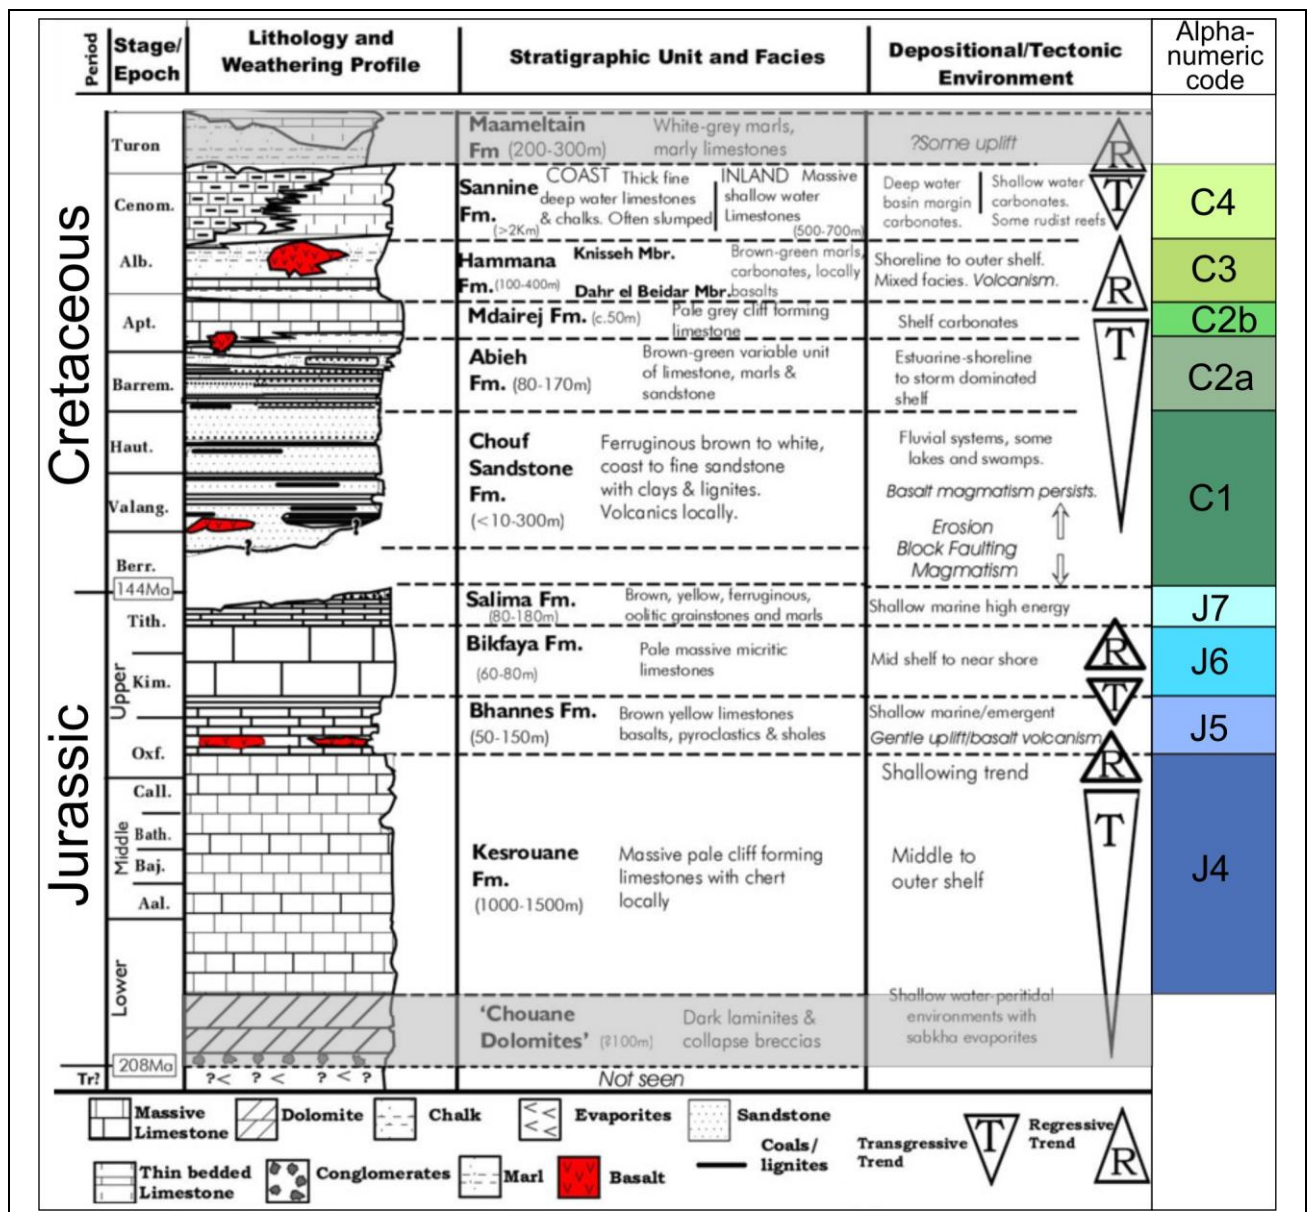 Period
Stage/
Epoch
Lithology and
Weathering Profile
Stratigraphic Unit and Facies
Depositional/Tectonic
Environment
Alpha-
numeric
code
Cretaceous
Turon
Maameltain
Fm (200-300m)
White-grey marls,
marly limestones
?Some uplift
R
Cenom.
Sannine
Fm.
(>2Km)
COAST Thick fine
deep water limestones
& chalks. Often slumped
INLAND Massive
shallow water
Limestones
(500-700m)
Deep water
basin margin
carbonates.
Shallow water
carbonates.
Some rudist reefs
T
C4
Alb.
Hammana
Fm.(100-400m)
Knisseh Mbr.
Dahr el Beidar Mbr.
Brown-green marls,
carbonates, locally
basalts
Shoreline to outer shelf.
Mixed facies. Volcanism.
R
C3
Apt.
Mdairej Fm. (c.50m)
Pale grey cliff forming
limestone
Shelf carbonates
T
C2b
Barrem.
Abieh
Fm. (80-170m)
Brown-green variable unit
of limestone, marls &
sandstone
Estuarine-shoreline
to storm dominated
shelf
C2a
Haut.
Valang.
?
?
Berr.
144Ma
Chouf
Sandstone
Fm.
(<10-300m)
Ferruginous brown to white,
coast to fine sandstone
with clays & lignites.
Volcanics locally.
Fluvial systems, some
lakes and swamps.
Basalt magmatism persists.
Erosion
Block Faulting
Magmatism
C1
Jurassic
Upper
Tith.
Salima Fm.
(80-180m)
Brown, yellow, ferruginous,
oolitic grainstones and marls
Shallow marine high energy
J7
Kim.
Bikfaya Fm.
(60-80m)
Pale massive micritic
limestones
Mid shelf to near shore
R
J6
T
Oxf.
Bhannes Fm.
(50-150m)
Brown yellow limestones
basalts, pyroclastics & shales
Shallow marine/emergent
Gentle uplift/basalt volcanism
R
J5
Middle
Call.
Bath.
Baj.
Aal.
Lower
Kesrouane
Fm.
(1000-1500m)
Massive pale cliff forming
limestones with chert
locally
Shallowing trend
Middle to
outer shelf
T
J4
'Chouane
Dolomites' (?100m)
Dark laminites &
collapse breccias
Shallow water-peritidal
environments with
sabkha evaporites
208Ma
Tr?
?< ? < ? < ?
Not seen
Massive
Limestone
Dolomite
Chalk
Evaporites
Sandstone
Coals/
lignites
Transgressive
Trend
T
Regressive
Trend
R
Thin bedded
Limestone
Conglomerates
Marl
Basalt